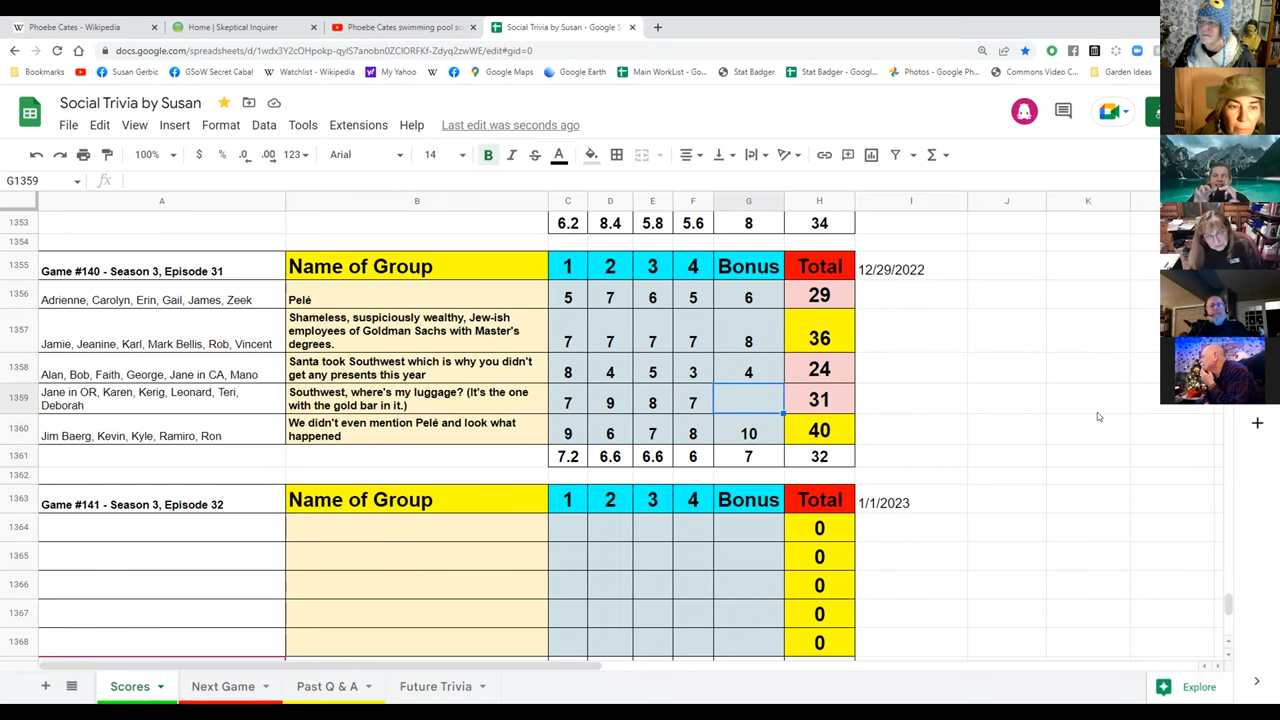 Phoebe Cates - Wikipedia
Home | Skeptical Inquirer
Phoebe Cates swimming pool sc
Social Trivia by Susan - Google S
docs.google.com/spreadsheets/d/1wdx3Y2cOHpokp-qyIS7anobn0ZCIORFKf-Zdyq2zwWE/edit#gid=0
Bookmarks
Susan Gerbic
GSoW Secret Cabal
Watchlist - Wikipedia
My Yahoo
Google Maps
Google Earth
Main WorkList - Go...
Stat Badger
Stat Badger - Googl...
Photos - Google Ph...
Commons Video C...
Garden Ideas
Social Trivia by Susan
File Edit View Insert Format Data Tools Extensions Help Last edit was seconds ago
100% $ % .0 .00 123 Arial 14 B I S A
G1359 fx
A B C D E F G H I J K
1353 6.2 8.4 5.8 5.6 8 34
1354
1355 Game #140 - Season 3, Episode 31 Name of Group 1 2 3 4 Bonus Total 12/29/2022
1356 Adrienne, Carolyn, Erin, Gail, James, Zeek Pelé 5 7 6 5 6 29
Shameless, suspiciously wealthy, Jew-ish
employees of Goldman Sachs with Master's
1357 Jamie, Jeanine, Karl, Mark Bellis, Rob, Vincent degrees. 7 7 7 7 8 36
Santa took Southwest which is why you didn't
1358 Alan, Bob, Faith, George, Jane in CA, Mano get any presents this year 8 4 5 3 4 24
Jane in OR, Karen, Kerig, Leonard, Teri, Southwest, where's my luggage? (It's the one
1359 Deborah with the gold bar in it.) 7 9 8 7 31
We didn't even mention Pelé and look what
1360 Jim Baerg, Kevin, Kyle, Ramiro, Ron happened 9 6 7 8 10 40
1361 7.2 6.6 6.6 6 7 32
1362
1363 Game #141 - Season 3, Episode 32 Name of Group 1 2 3 4 Bonus Total 1/1/2023
1364 0
1365 0
1366 0
1367 0
1368 0
Scores Next Game Past Q & A Future Trivia Explore